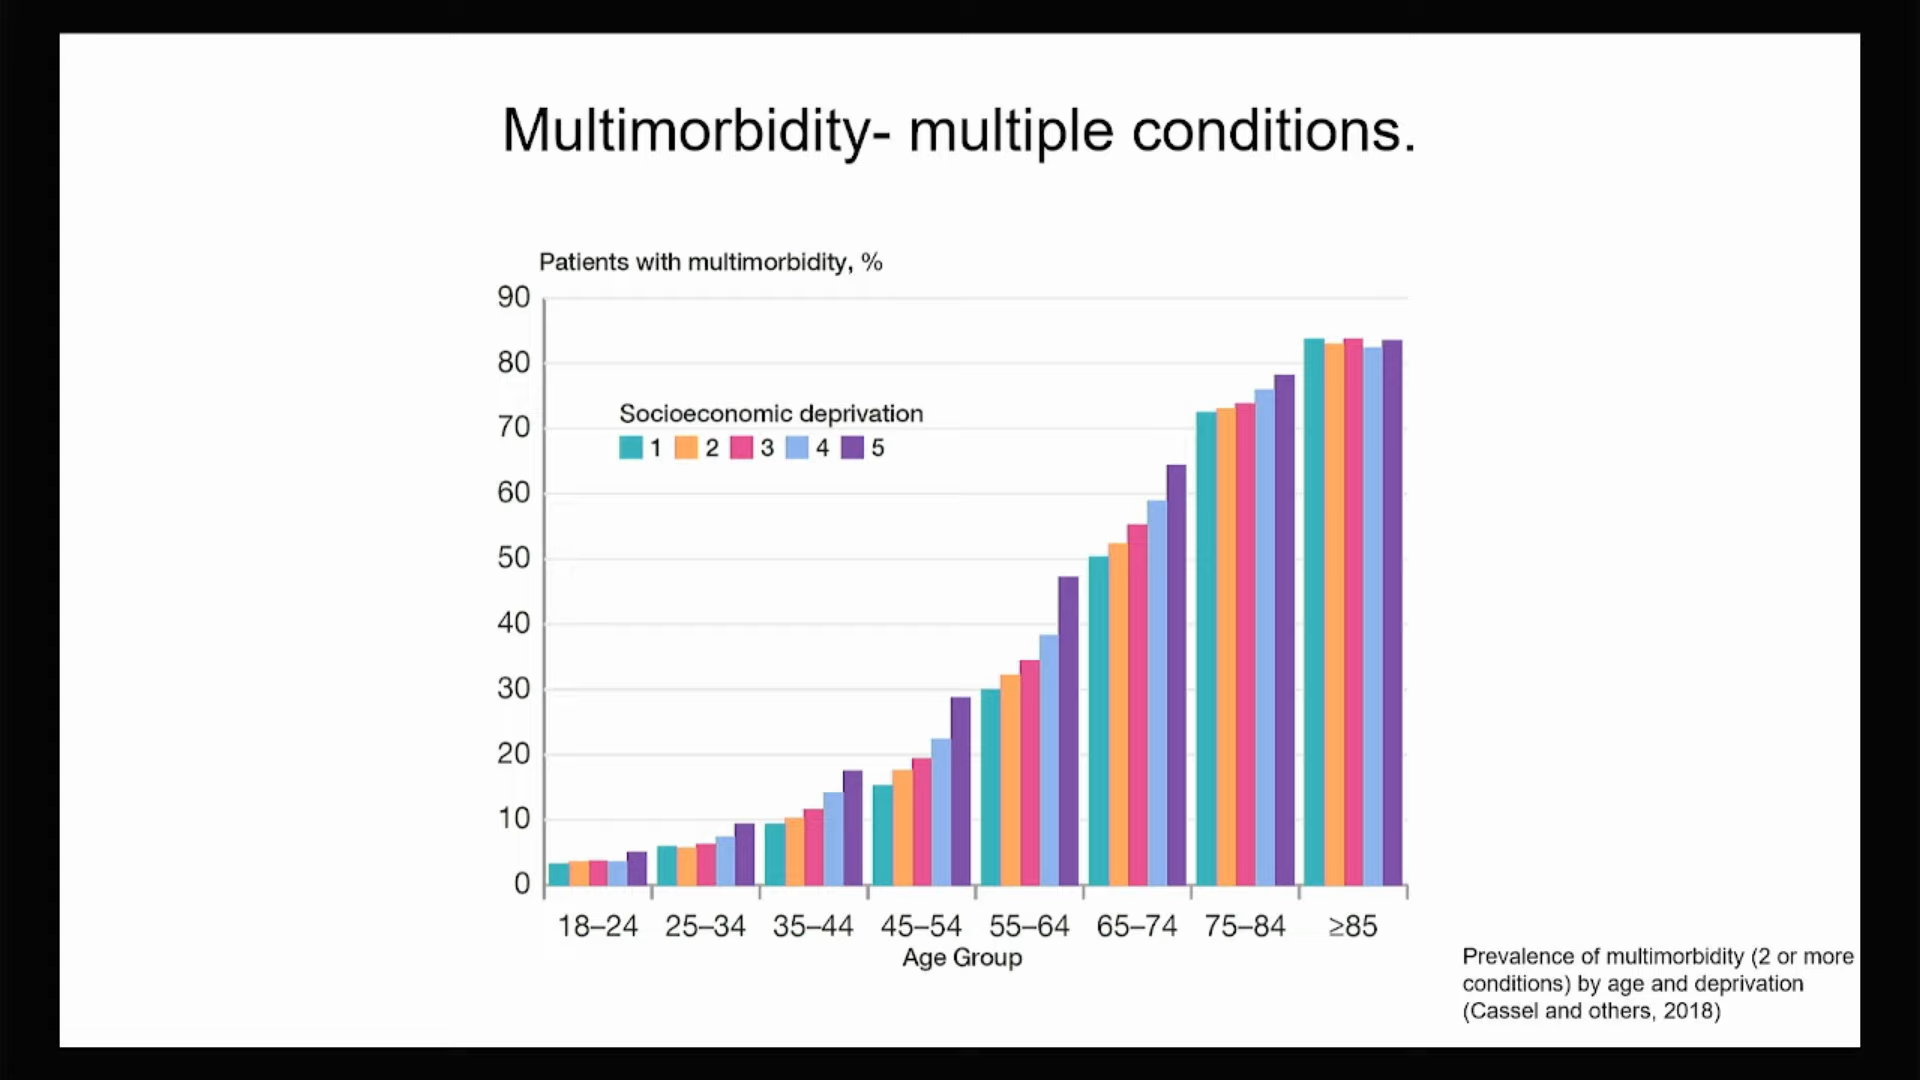 Multimorbidity- multiple conditions.
Patients with multimorbidity, %
90
80
70
60
50
40
30
20
10
0
Socioeconomic deprivation
1 2 3 4 5
18–24 25–34 35–44 45–54 55–64 65–74 75–84 ≥85
Age Group
Prevalence of multimorbidity (2 or more
conditions) by age and deprivation
(Cassel and others, 2018)